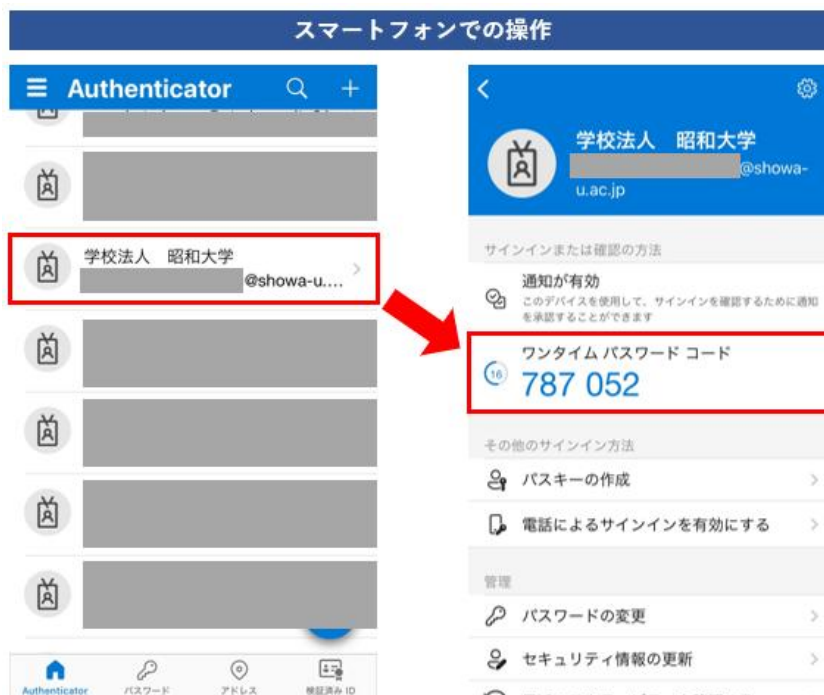 スマートフォンでの操作
Authenticator
学校法人 昭和大学
@showa-u....
Authenticator
パスワード
アドレス
検証済み ID
学校法人 昭和大学
@showa-
u.ac.jp
サインインまたは確認の方法
通知が有効
このデバイスを使用して、サインインを確認するために通知
を承認することができます
ワンタイム パスワード コード
16
787 052
その他のサインイン方法
パスキーの作成
電話によるサインインを有効にする
管理
パスワードの変更
セキュリティ情報の更新